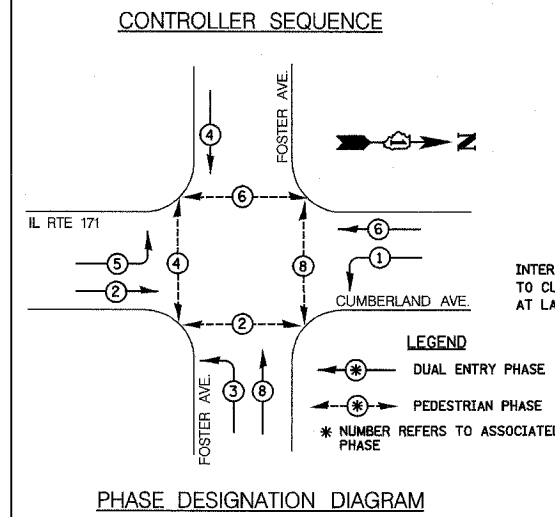 CONTROLLER SEQUENCE
FOSTER AVE.
4
N
6
IL RTE 171
6
5
4
8
1
2
CUMBERLAND AVE.
2
3
8
FOSTER AVE.
INTER
TO CU
AT LA
LEGEND
* DUAL ENTRY PHASE
* PEDESTRIAN PHASE
* NUMBER REFERS TO ASSOCIATED
PHASE
PHASE DESIGNATION DIAGRAM